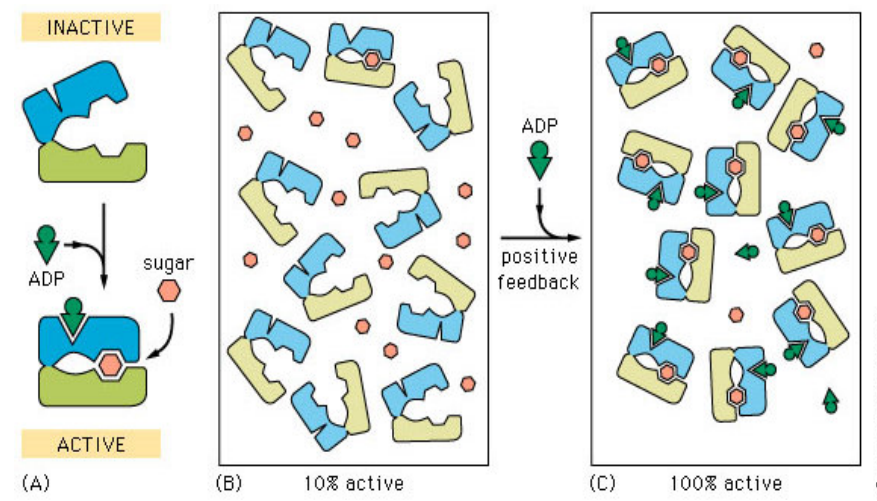 INACTIVE
ADP
sugar
ACTIVE
(A)
(B) 10% active
ADP
positive
feedback
(C) 100% active